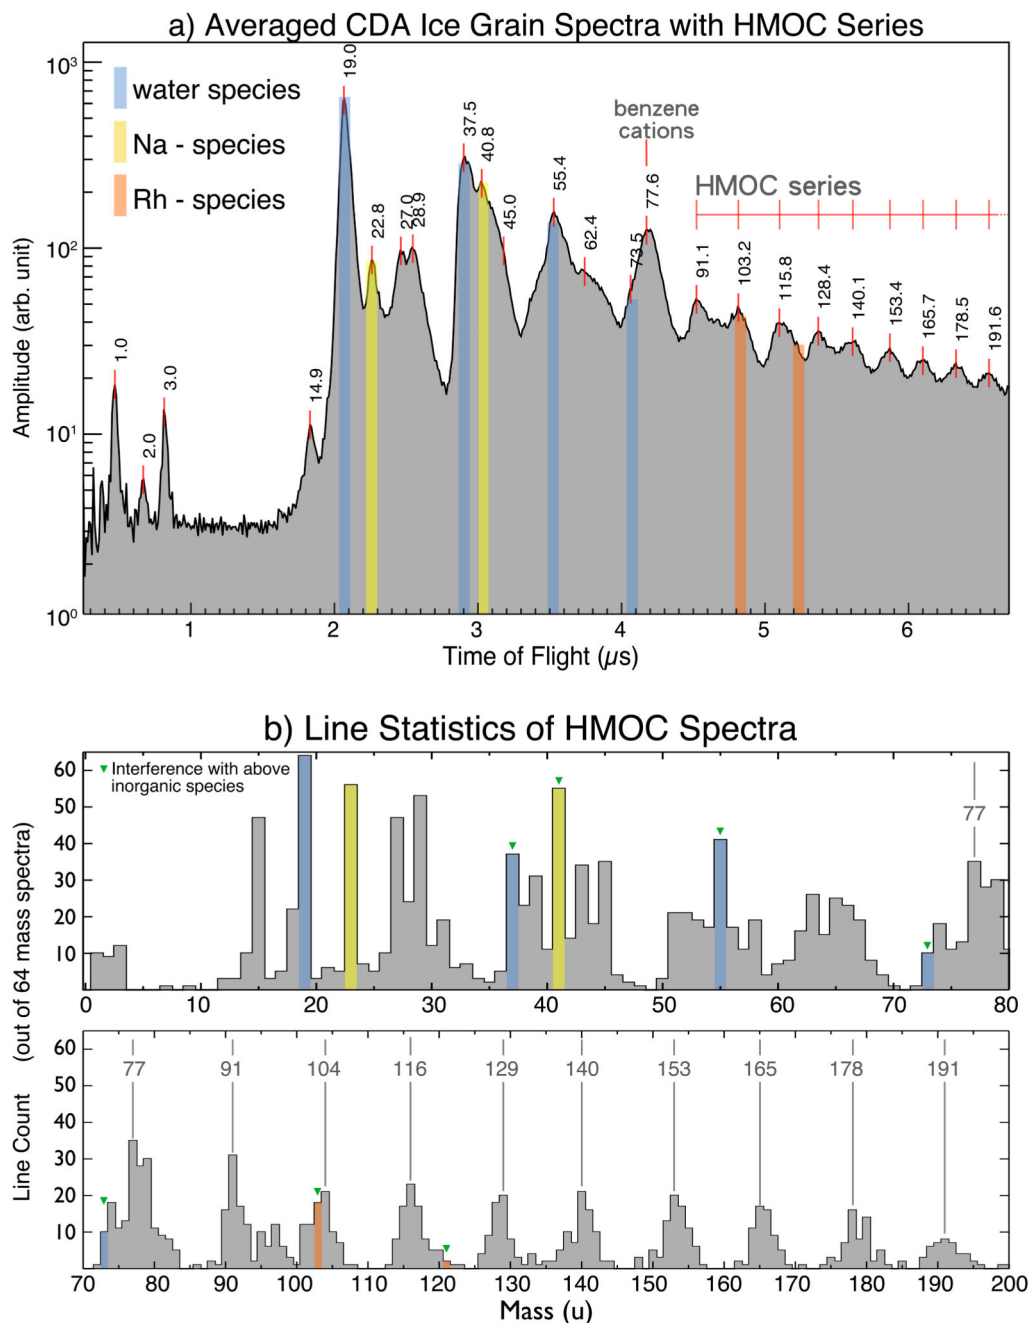 a) Averaged CDA Ice Grain Spectra with HMOC Series
water species
Na - species
Rh - species
benzene
cations
HMOC series
1.0
2.0
3.0
14.9
19.0
22.8
27.0
28.9
37.5
40.8
45.0
55.4
62.4
73.5
77.6
91.1
103.2
115.8
128.4
140.1
153.4
165.7
178.5
191.6
Amplitude (arb. unit)
10³
10²
10¹
10⁰
1 2 3 4 5 6
Time of Flight (µs)
b) Line Statistics of HMOC Spectra
Interference with above
inorganic species
77
60
50
40
30
20
10
0 10 20 30 40 50 60 70 80
Line Count (out of 64 mass spectra)
60
50
40
30
20
10
77 91 104 116 129 140 153 165 178 191
70 80 90 100 110 120 130 140 150 160 170 180 190 200
Mass (u)